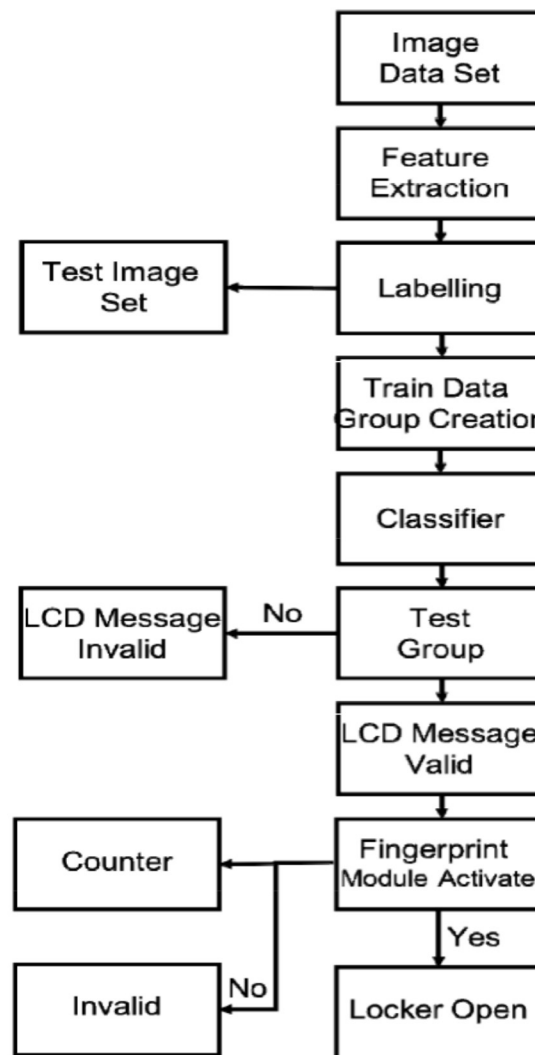 Image
Data Set
Feature
Extraction
Test Image
Set
Labelling
Train Data
Group Creation
Classifier
LCD Message
Invalid
No
Test
Group
LCD Message
Valid
Counter
Fingerprint
Module Activate
Yes
Invalid
No
Locker Open